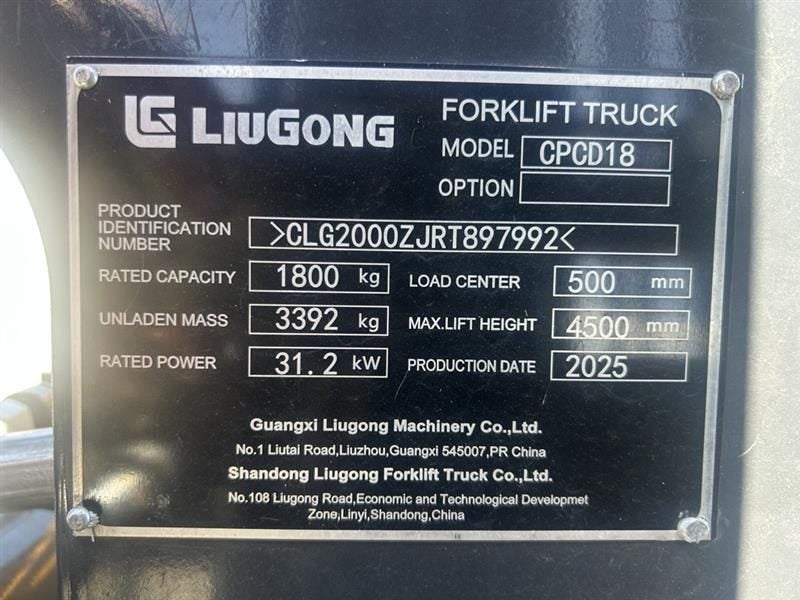 LG LIUGONG
FORKLIFT TRUCK
MODEL CPCD18
OPTION
PRODUCT
IDENTIFICATION
NUMBER >CLG2000ZJRT897992<
RATED CAPACITY 1800 kg LOAD CENTER 500 mm
UNLADEN MASS 3392 kg MAX.LIFT HEIGHT 4500 mm
RATED POWER 31.2 kW PRODUCTION DATE 2025
Guangxi Liugong Machinery Co.,Ltd.
No.1 Liutai Road,Liuzhou,Guangxi 545007,PR China
Shandong Liugong Forklift Truck Co.,Ltd.
No.108 Liugong Road,Economic and Technological Developmet
Zone,Linyi,Shandong,China